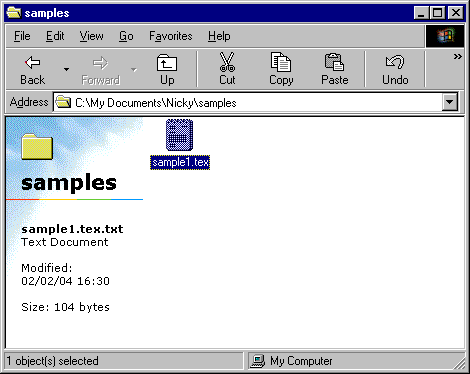 samples
File Edit View Go Favorites Help
Back Forward Up Cut Copy Paste Undo »
Address C:\My Documents\Nicky\samples
sample1.tex
samples
sample1.tex.txt
Text Document
Modified:
02/02/04 16:30
Size: 104 bytes
1 object(s) selected My Computer